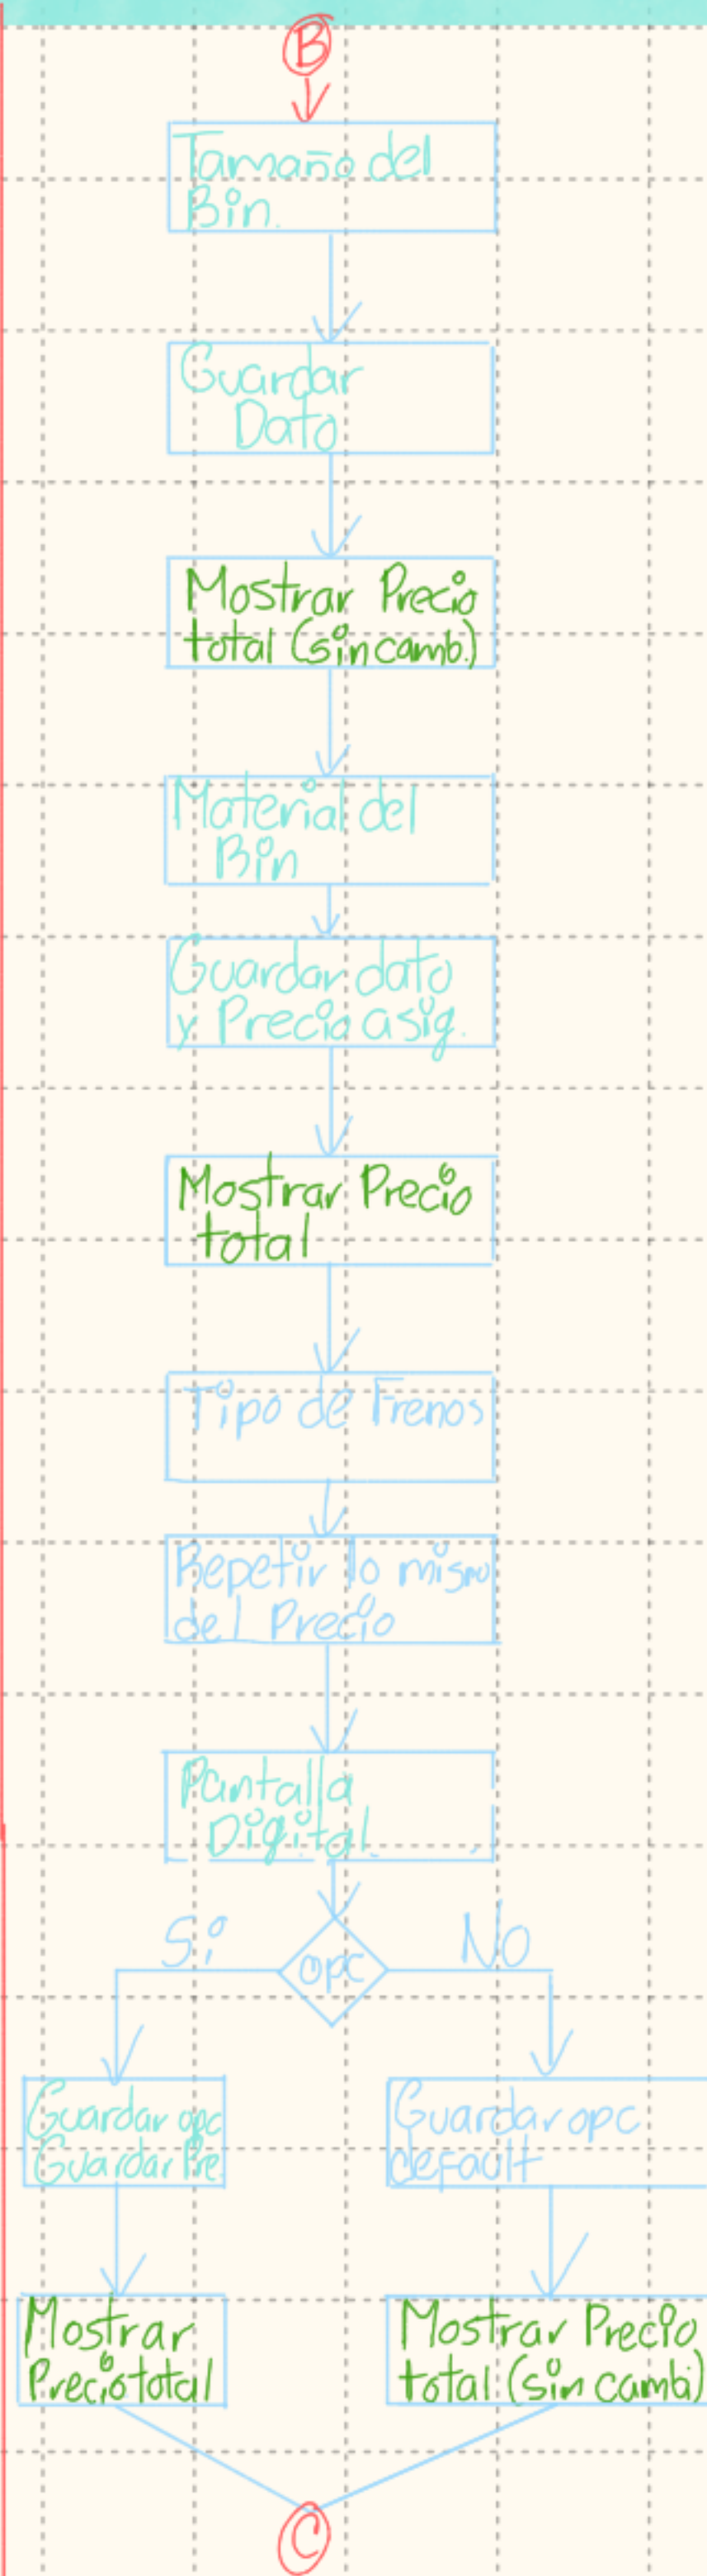 B
Tamaño del
Bin.
Guardar
Dato
Mostrar Precio
total (sin camb.)
Material del
Bin
Guardar dato
y Precio asig.
Mostrar Precio
total
Tipo de Frenos
Repetir lo mismo
del Precio
Pantalla
Digital.
Si
opc
No
Guardar opc
Guardar Pre.
Guardar opc
default
Mostrar
Precio total
Mostrar Precio
total (sin camb)
C